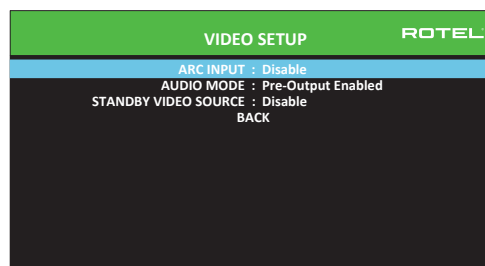 VIDEO SETUP
ROTEL
ARC INPUT : Disable
AUDIO MODE : Pre-Output Enabled
STANDBY VIDEO SOURCE : Disable
BACK